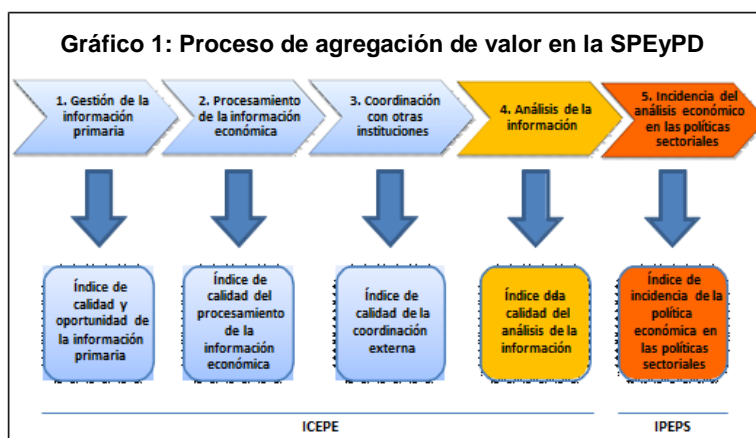 Gráfico 1: Proceso de agregación de valor en la SPEyPD
1. Gestión de la
información
primaria
2. Procesamiento
de la información
económica
3. Coordinación
con otras
instituciones
4. Análisis de la
información
5. Incidencia del
análisis económico
en las políticas
sectoriales
Índice de
calidad y
oportunidad de
la información
primaria
Índice de
calidad del
procesamiento
de la
información
económica
Índice de
calidad de la
coordinación
externa
Índice de la
calidad del
análisis de la
información
Índice de
incidencia de la
política
económica en
las políticas
sectoriales
ICEPE
IPEPS